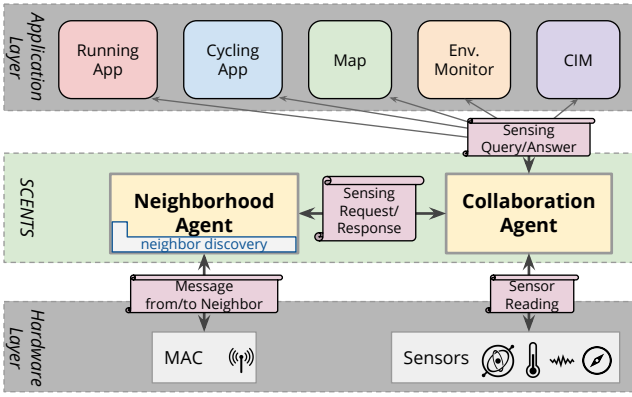 Application
Layer
Running
App
Cycling
App
Map
Env.
Monitor
CIM
Sensing
Query/Answer
SCENTS
Neighborhood
Agent
neighbor discovery
Sensing
Request/
Response
Collaboration
Agent
Message
from/to Neighbor
Sensor
Reading
Hardware
Layer
MAC
Sensors